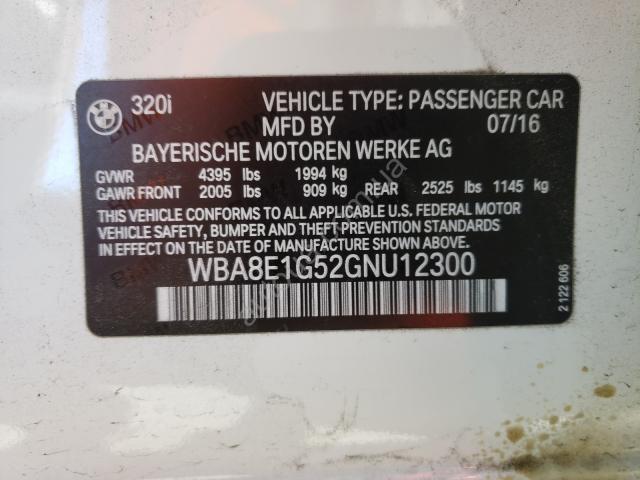 BMW 320i VEHICLE TYPE: PASSENGER CAR
MFD BY 07/16
BAYERISCHE MOTOREN WERKE AG
GVWR 4395 lbs 1994 kg
GAWR FRONT 2005 lbs 909 kg REAR 2525 lbs 1145 kg
THIS VEHICLE CONFORMS TO ALL APPLICABLE U.S. FEDERAL MOTOR
VEHICLE SAFETY, BUMPER AND THEFT PREVENTION STANDARDS
IN EFFECT ON THE DATE OF MANUFACTURE SHOWN ABOVE.
WBA8E1G52GNU12300
2 122 606